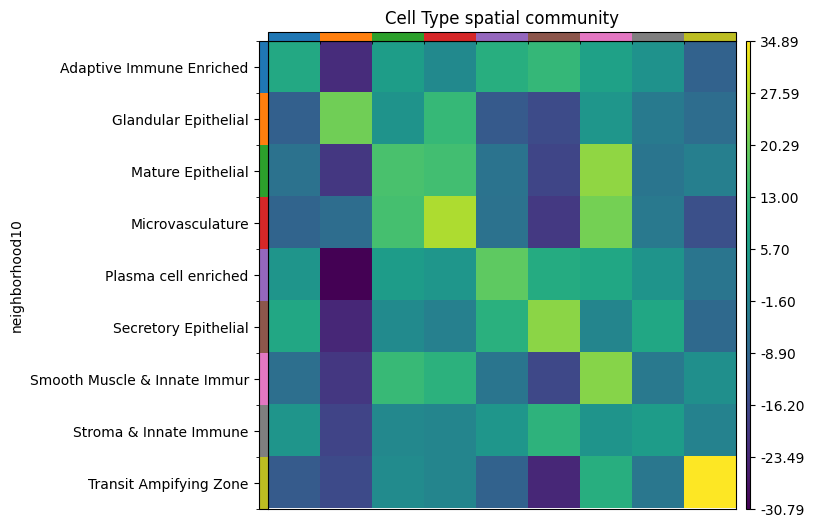 Cell Type spatial community
neighborhood10
Adaptive Immune Enriched
Glandular Epithelial
Mature Epithelial
Microvasculature
Plasma cell enriched
Secretory Epithelial
Smooth Muscle & Innate Immur
Stroma & Innate Immune
Transit Ampifying Zone
34.89
27.59
20.29
13.00
5.70
-1.60
-8.90
-16.20
-23.49
-30.79